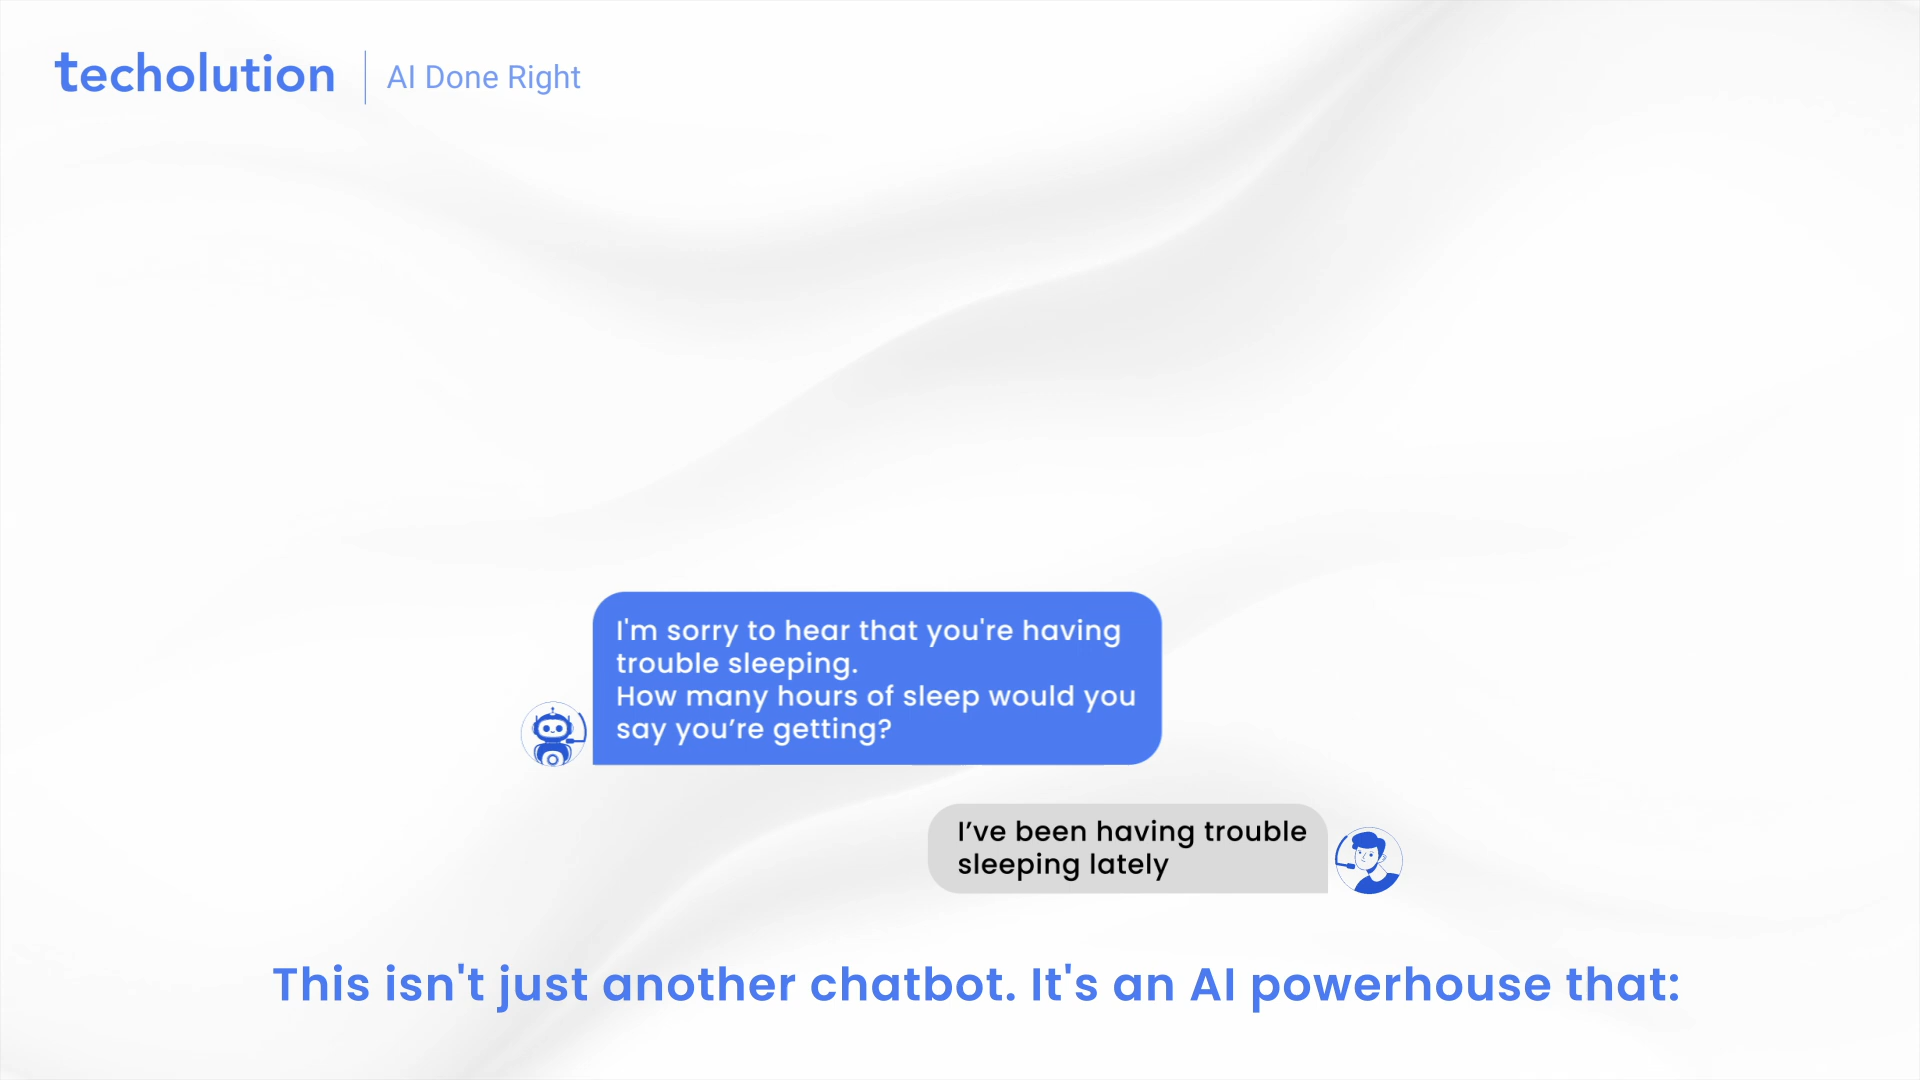 techolution | AI Done Right
I'm sorry to hear that you're having
trouble sleeping.
How many hours of sleep would you
say you’re getting?
I’ve been having trouble
sleeping lately
This isn't just another chatbot. It's an AI powerhouse that: